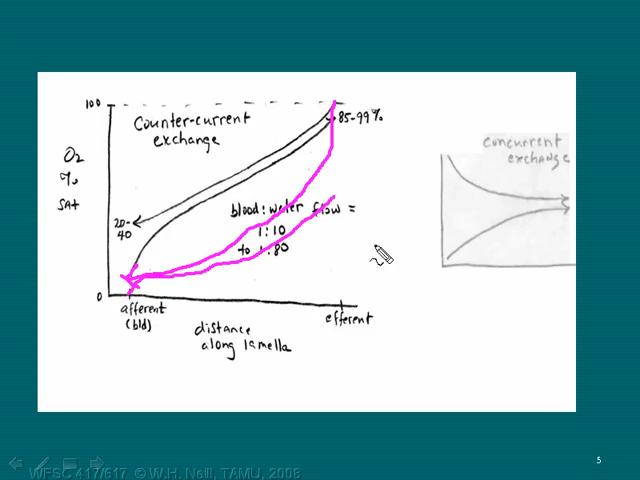 100
Counter-current
exchange
85-99%
O2
%
SAT
20-
40
blood:water flow =
1:10
to 1:80
0
afferent
(bld)
efferent
distance
along lamella
concurrent
exchange
5
WFSC 417/617 © W.H. Neill, TAMU, 2008